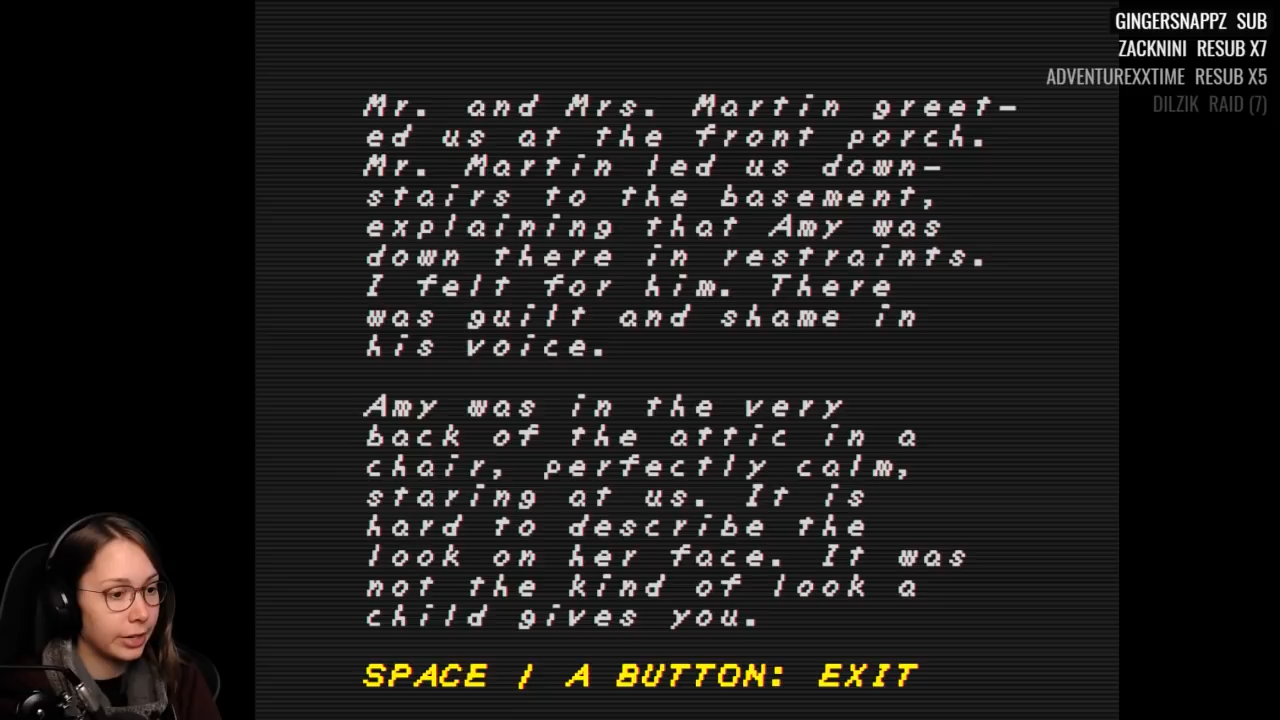 GINGERSNAPPZ SUB
ZACKNINI RESUB X7
ADVENTUREXXTIME RESUB X5
DILZIK RAID (7)
Mr. and Mrs. Martin greet-
ed us at the front porch.
Mr. Martin led us down-
stairs to the basement,
explaining that Amy was
down there in restraints.
I felt for him. There
was guilt and shame in
his voice.
Amy was in the very
back of the attic in a
chair, perfectly calm,
staring at us. It is
hard to describe the
look on her face. It was
not the kind of look a
child gives you.
SPACE / A BUTTON: EXIT